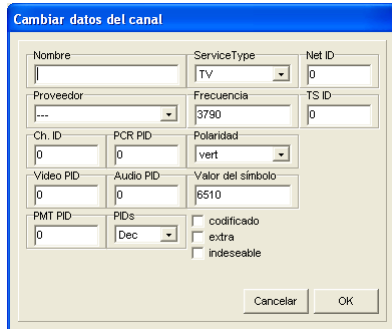 Cambiar datos del canal
Nombre ServiceType Net ID
TV 0
Proveedor Frecuencia TS ID
--- 3790 0
Ch. ID PCR PID Polaridad
0 0 vert
Video PID Audio PID Valor del símbolo
0 0 6510
PMT PID PIDs codificado
0 Dec extra
indeseable
Cancelar OK